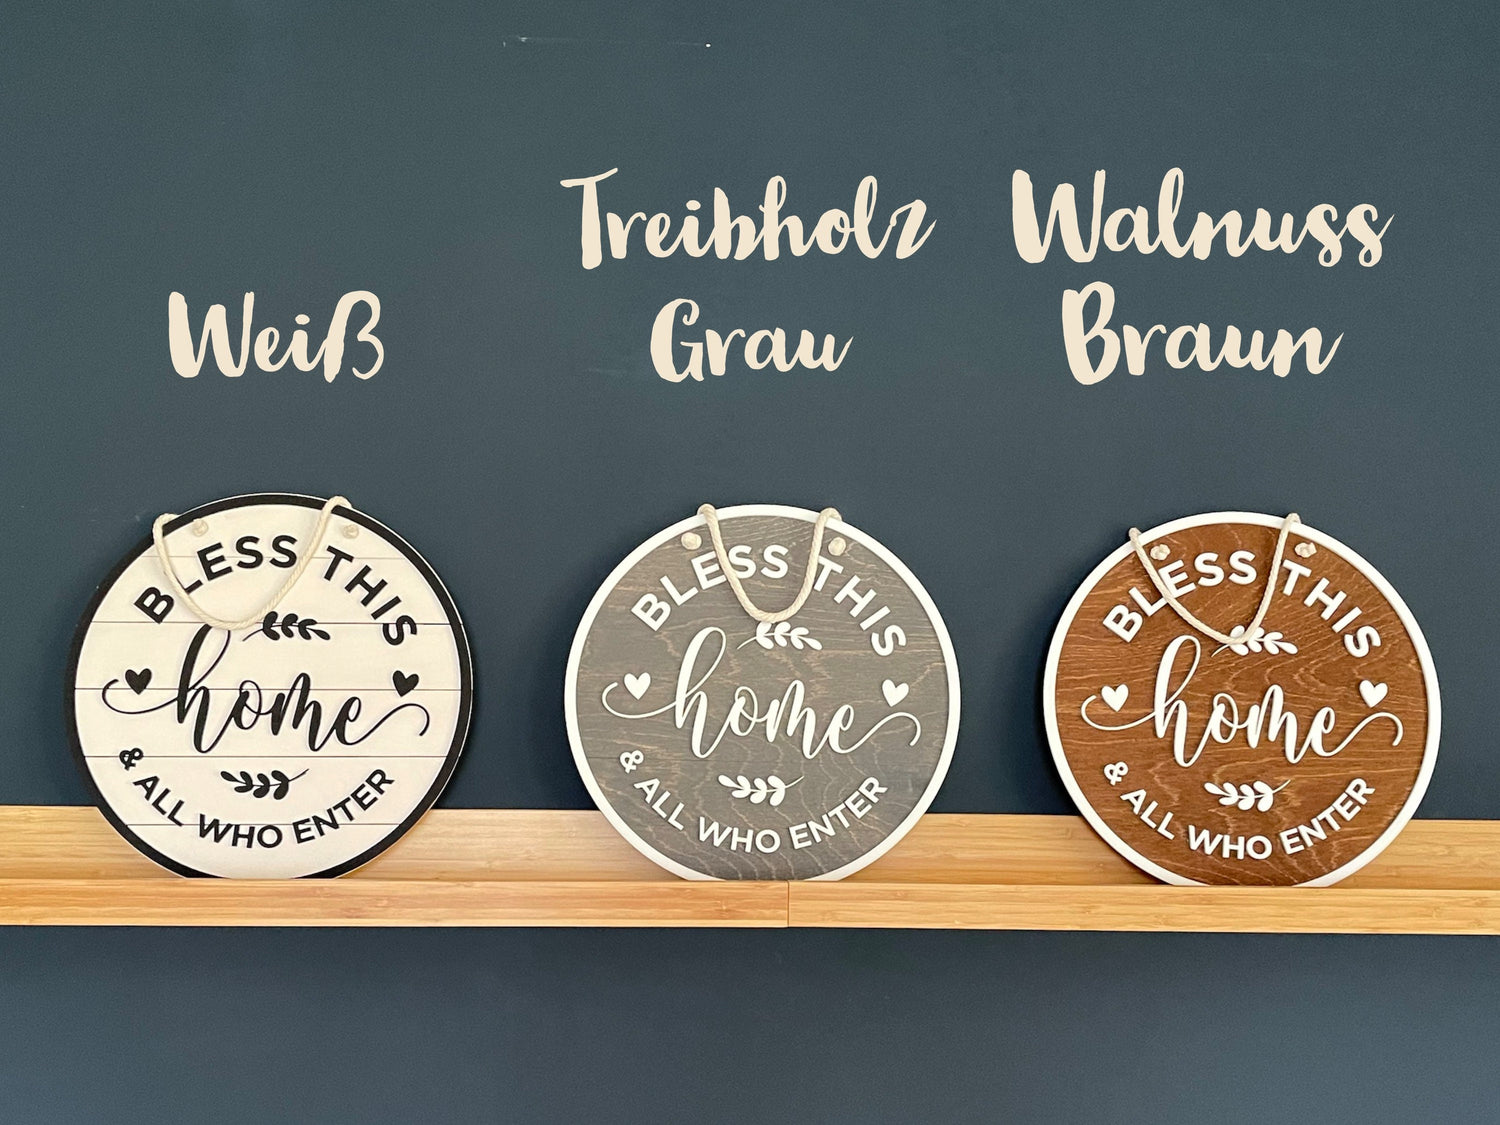 Weiß
Treibholz
Grau
Walnuss
Braun
BLESS THIS
home
& ALL WHO ENTER
BLESS THIS
home
& ALL WHO ENTER
BLESS THIS
home
& ALL WHO ENTER